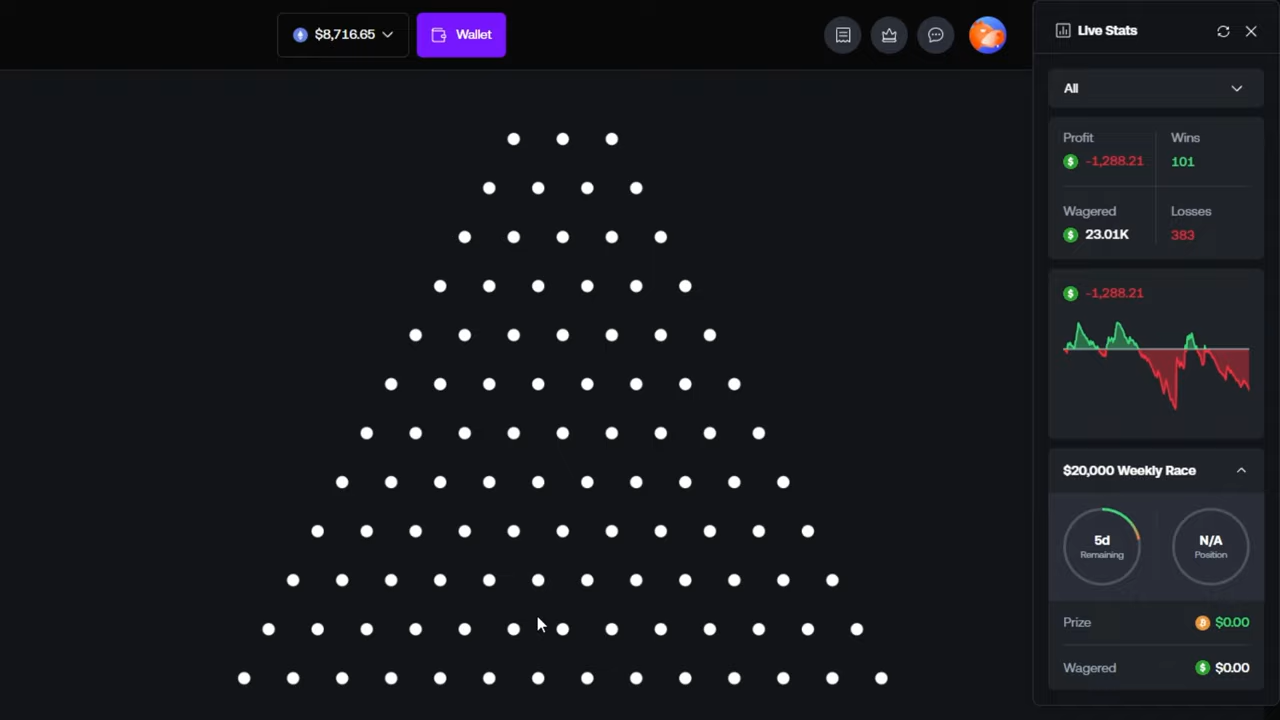 $8,716.65
Wallet
Live Stats
All
Profit
-1,288.21
Wins
101
Wagered
23.01K
Losses
383
-1,288.21
$20,000 Weekly Race
5d
Remaining
N/A
Position
Prize
$0.00
Wagered
$0.00